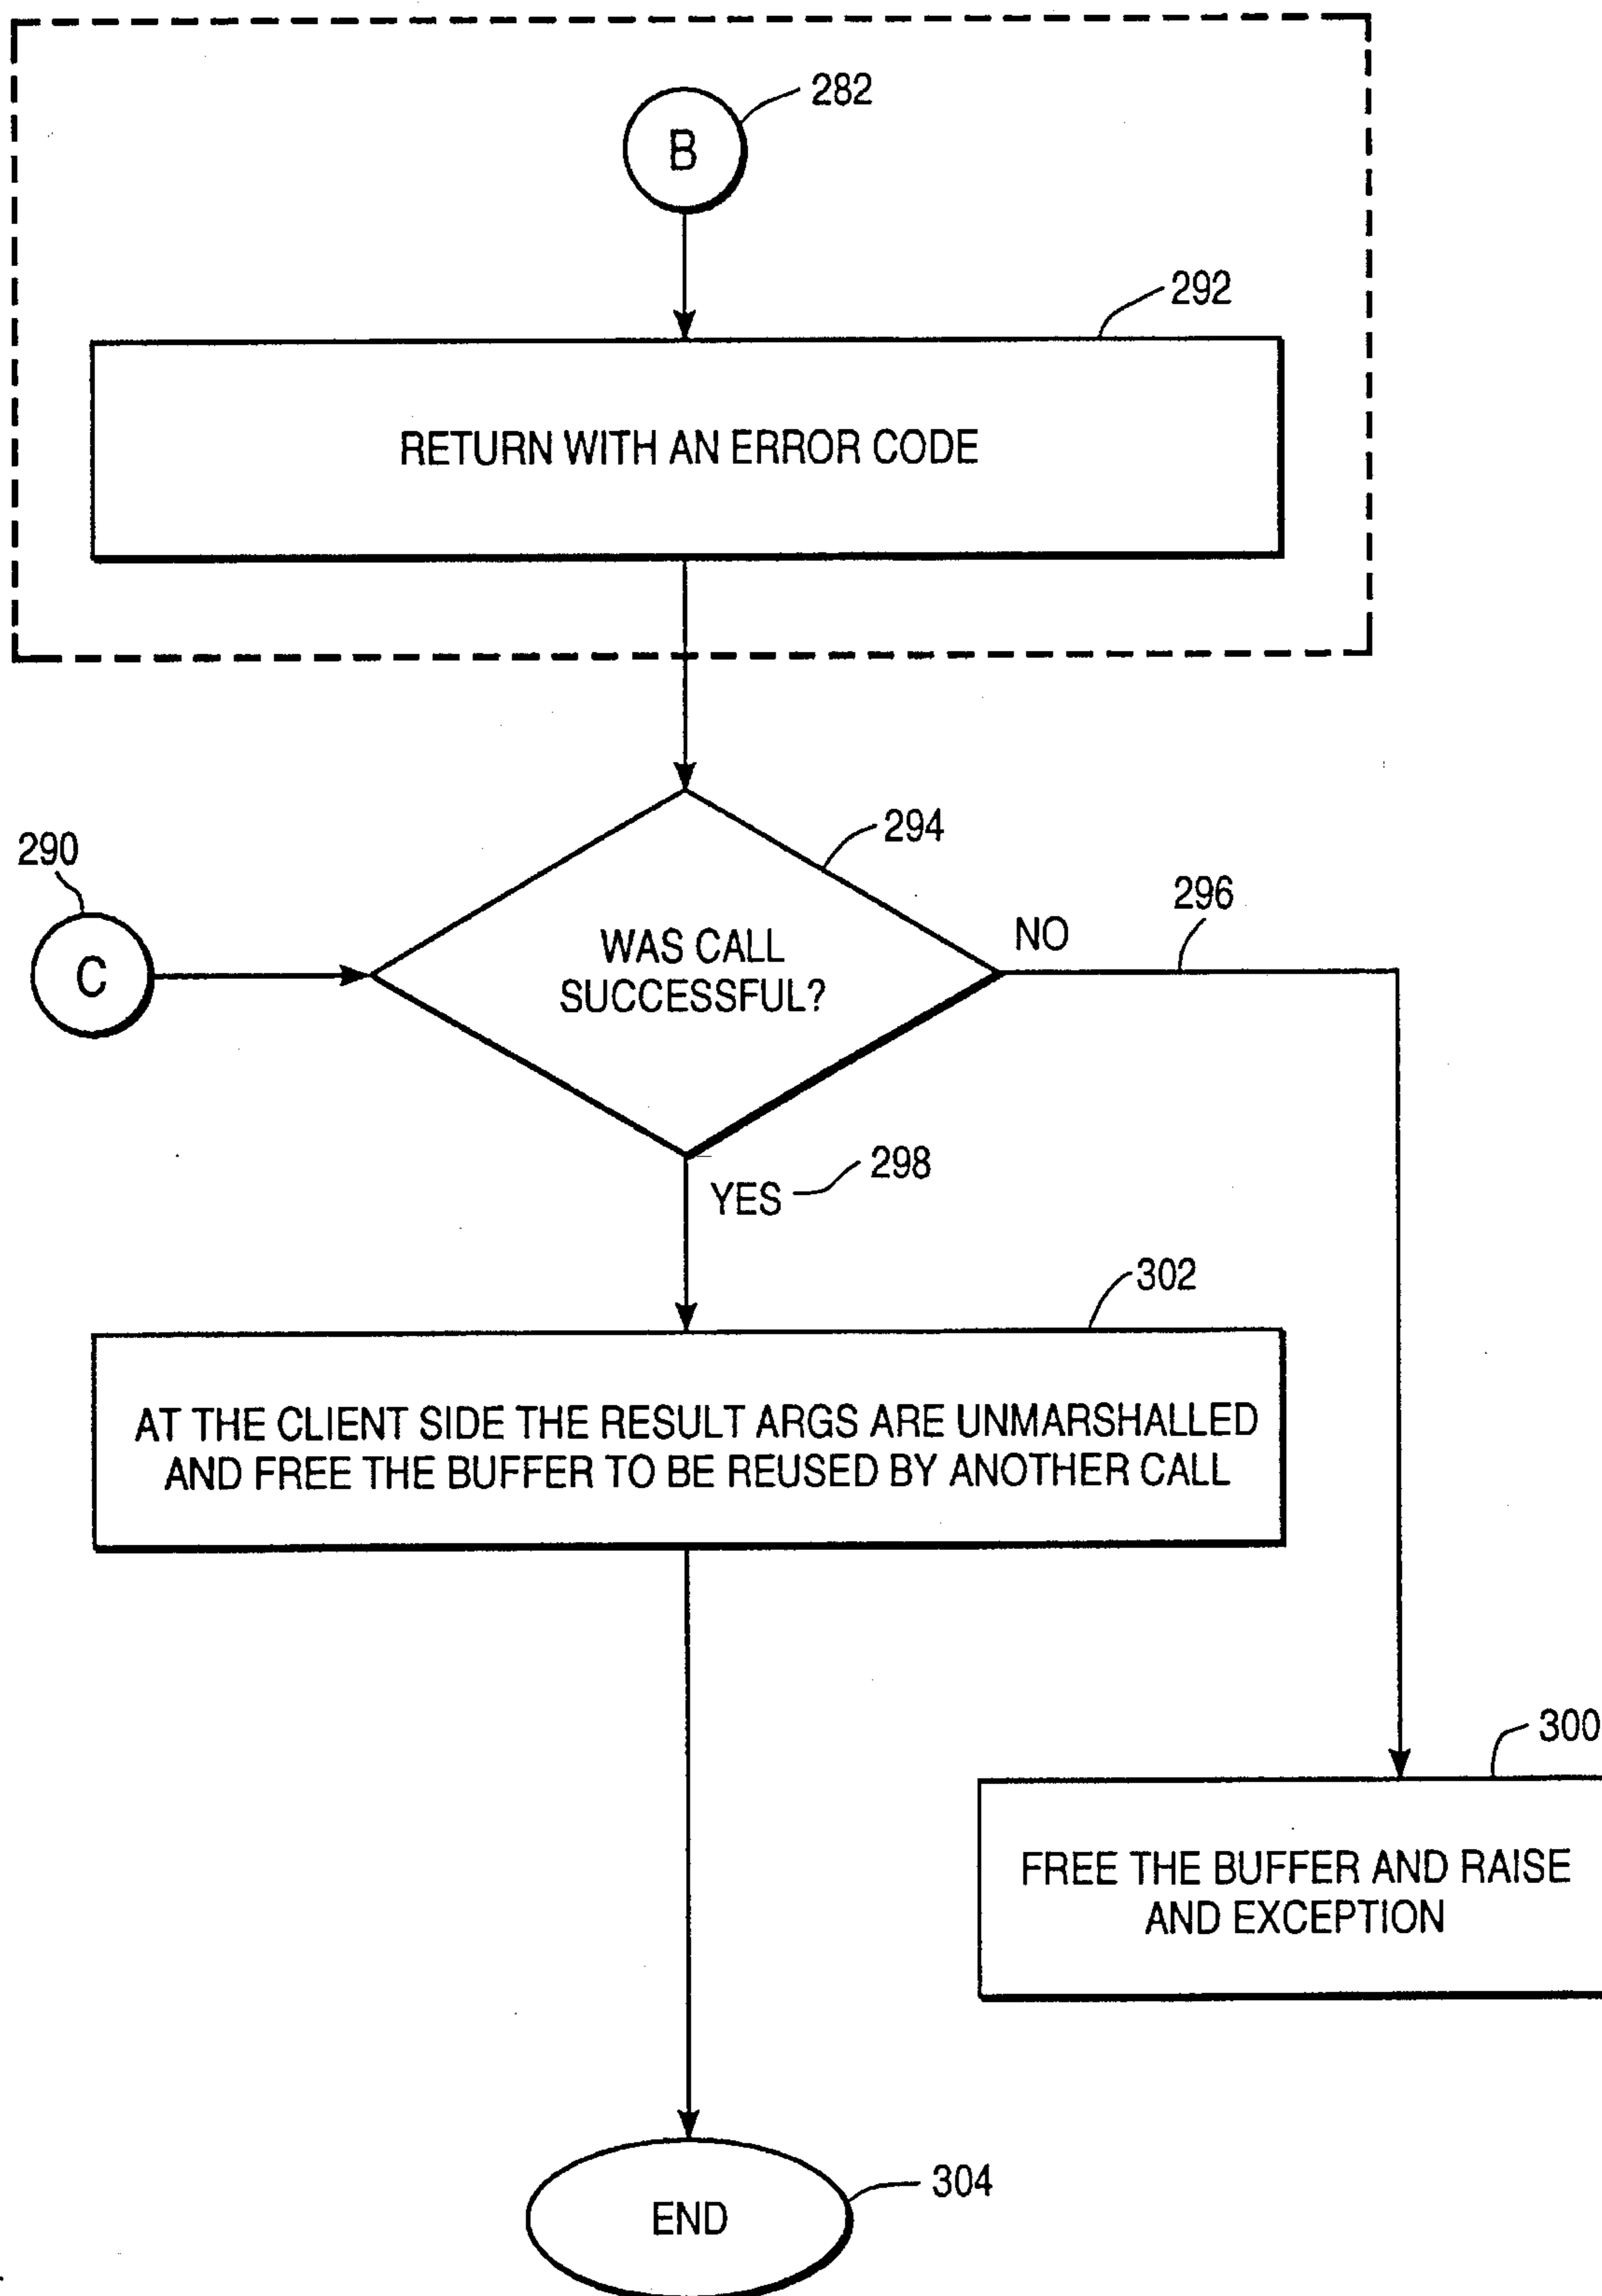 282
B
292
RETURN WITH AN ERROR CODE
294
290
296
NO
C
WAS CALL
SUCCESSFUL?
298
YES
302
AT THE CLIENT SIDE THE RESULT ARGS ARE UNMARSHALLED
AND FREE THE BUFFER TO BE REUSED BY ANOTHER CALL
300
FREE THE BUFFER AND RAISE
AND EXCEPTION
304
END